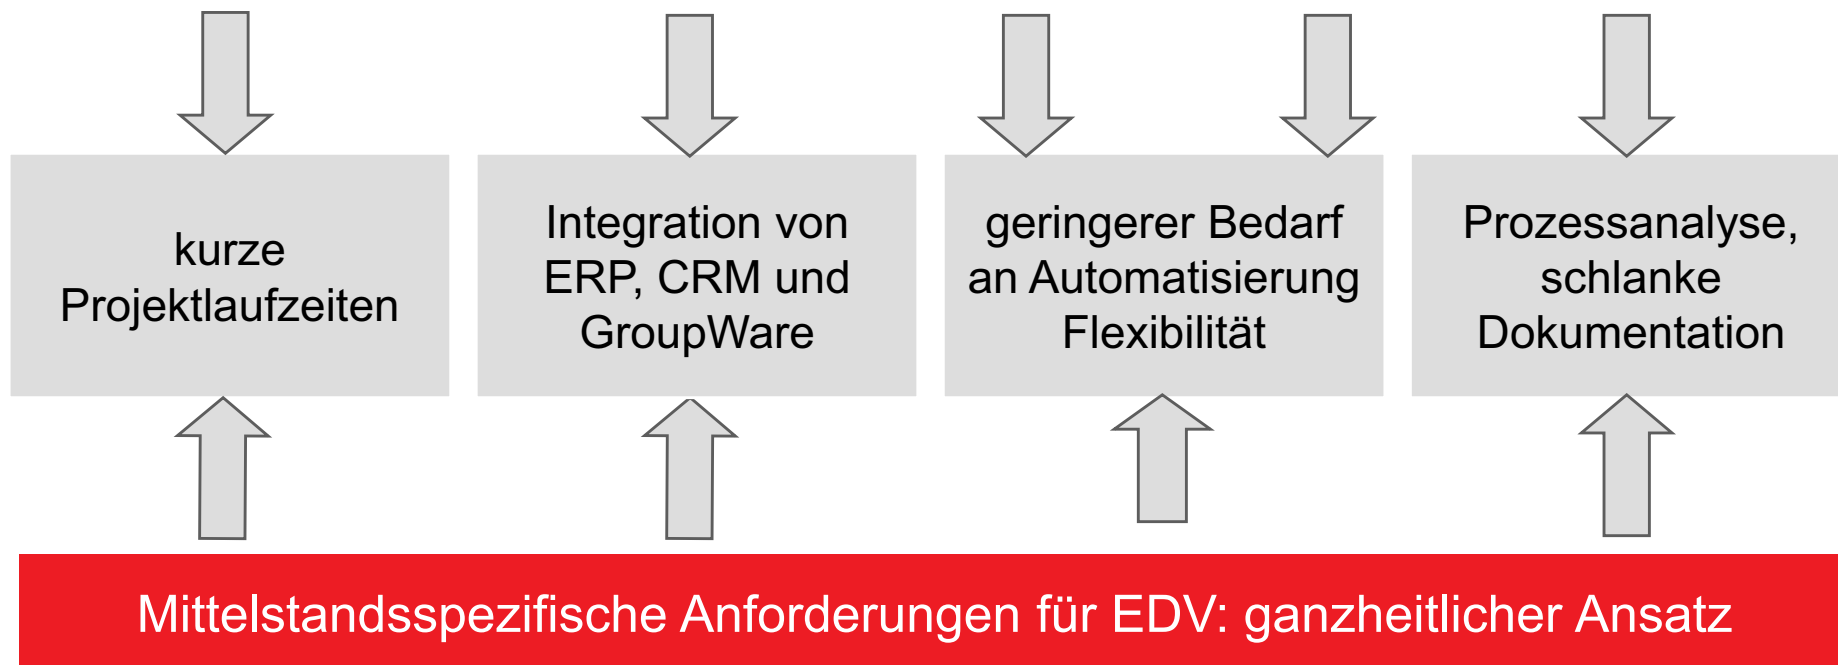 kurze
Projektlaufzeiten
Integration von
ERP, CRM und
GroupWare
geringerer Bedarf
an Automatisierung
Flexibilität
Prozessanalyse,
schlanke
Dokumentation
Mittelstandsspezifische Anforderungen für EDV: ganzheitlicher Ansatz